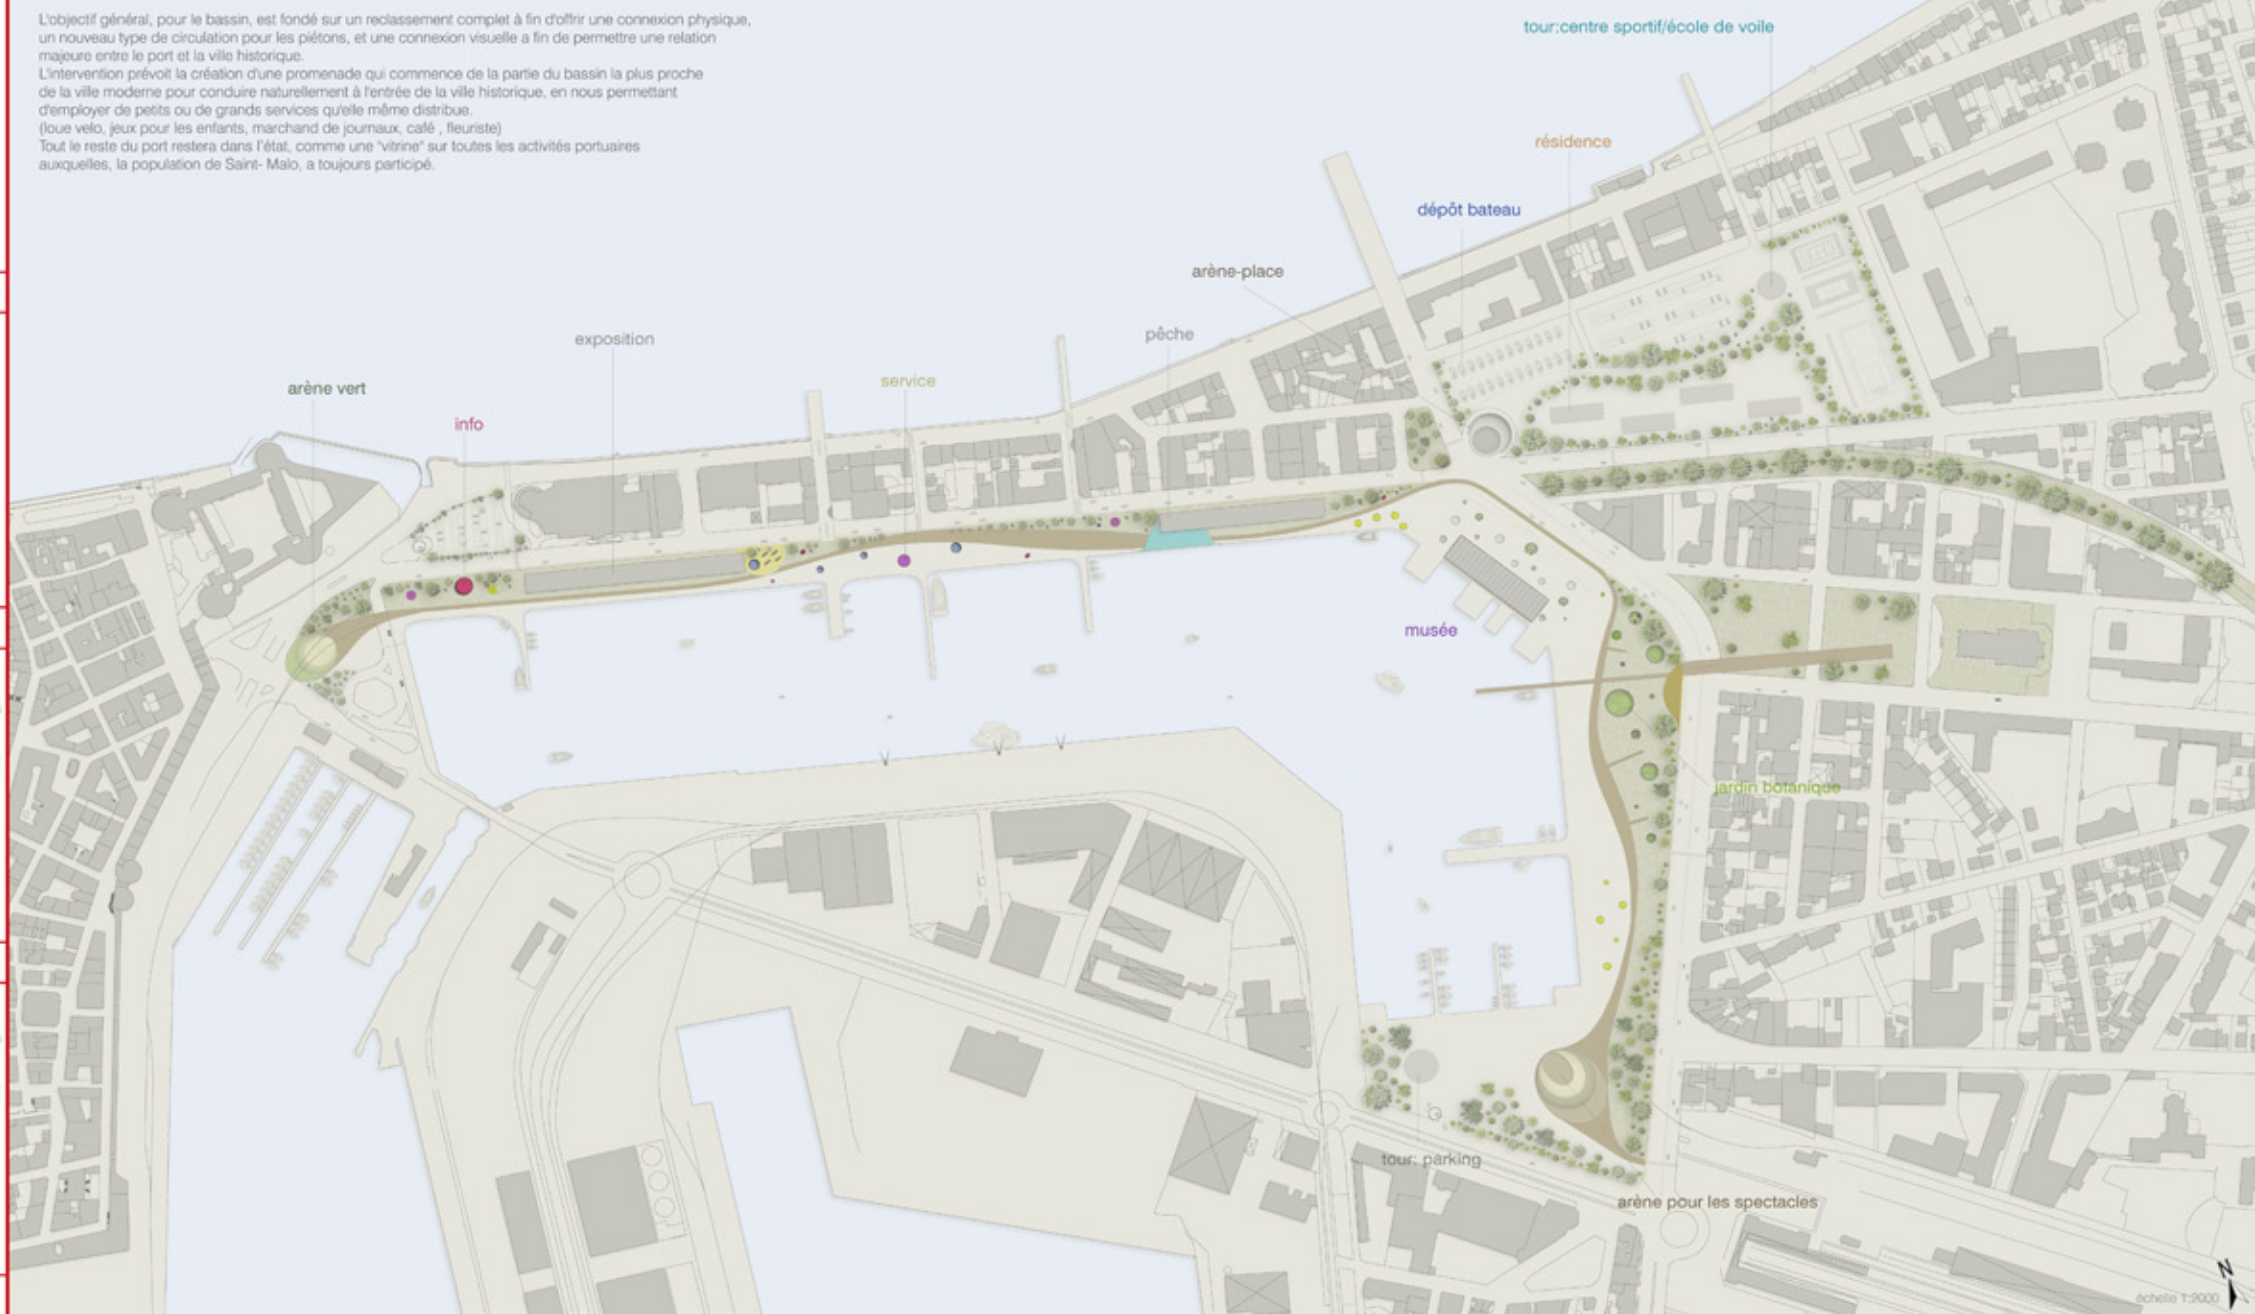 L'objectif général, pour le bassin, est fondé sur un reclassement complet à fin d'offrir une connexion physique,
un nouveau type de circulation pour les piétons, et une connexion visuelle a fin de permettre une relation
majeure entre le port et la ville historique.
L'intervention prévoit la création d'une promenade qui commence de la partie du bassin la plus proche
de la ville moderne pour conduire naturellement à l'entrée de la ville historique, en nous permettant
d'employer de petits ou de grands services qu'elle même distribue.
(loue velo, jeux pour les enfants, marchand de journaux, café , fleuriste)
Tout le reste du port restera dans l'état, comme une "vitrine" sur toutes les activités portuaires
auxquelles, la population de Saint- Malo, a toujours participé.
tour:centre sportif/école de voile
résidence
dépôt bateau
arène-place
pêche
exposition
service
arène vert
info
musée
jardin botanique
tour: parking
arène pour les spectacles
N
échelle 1:2000